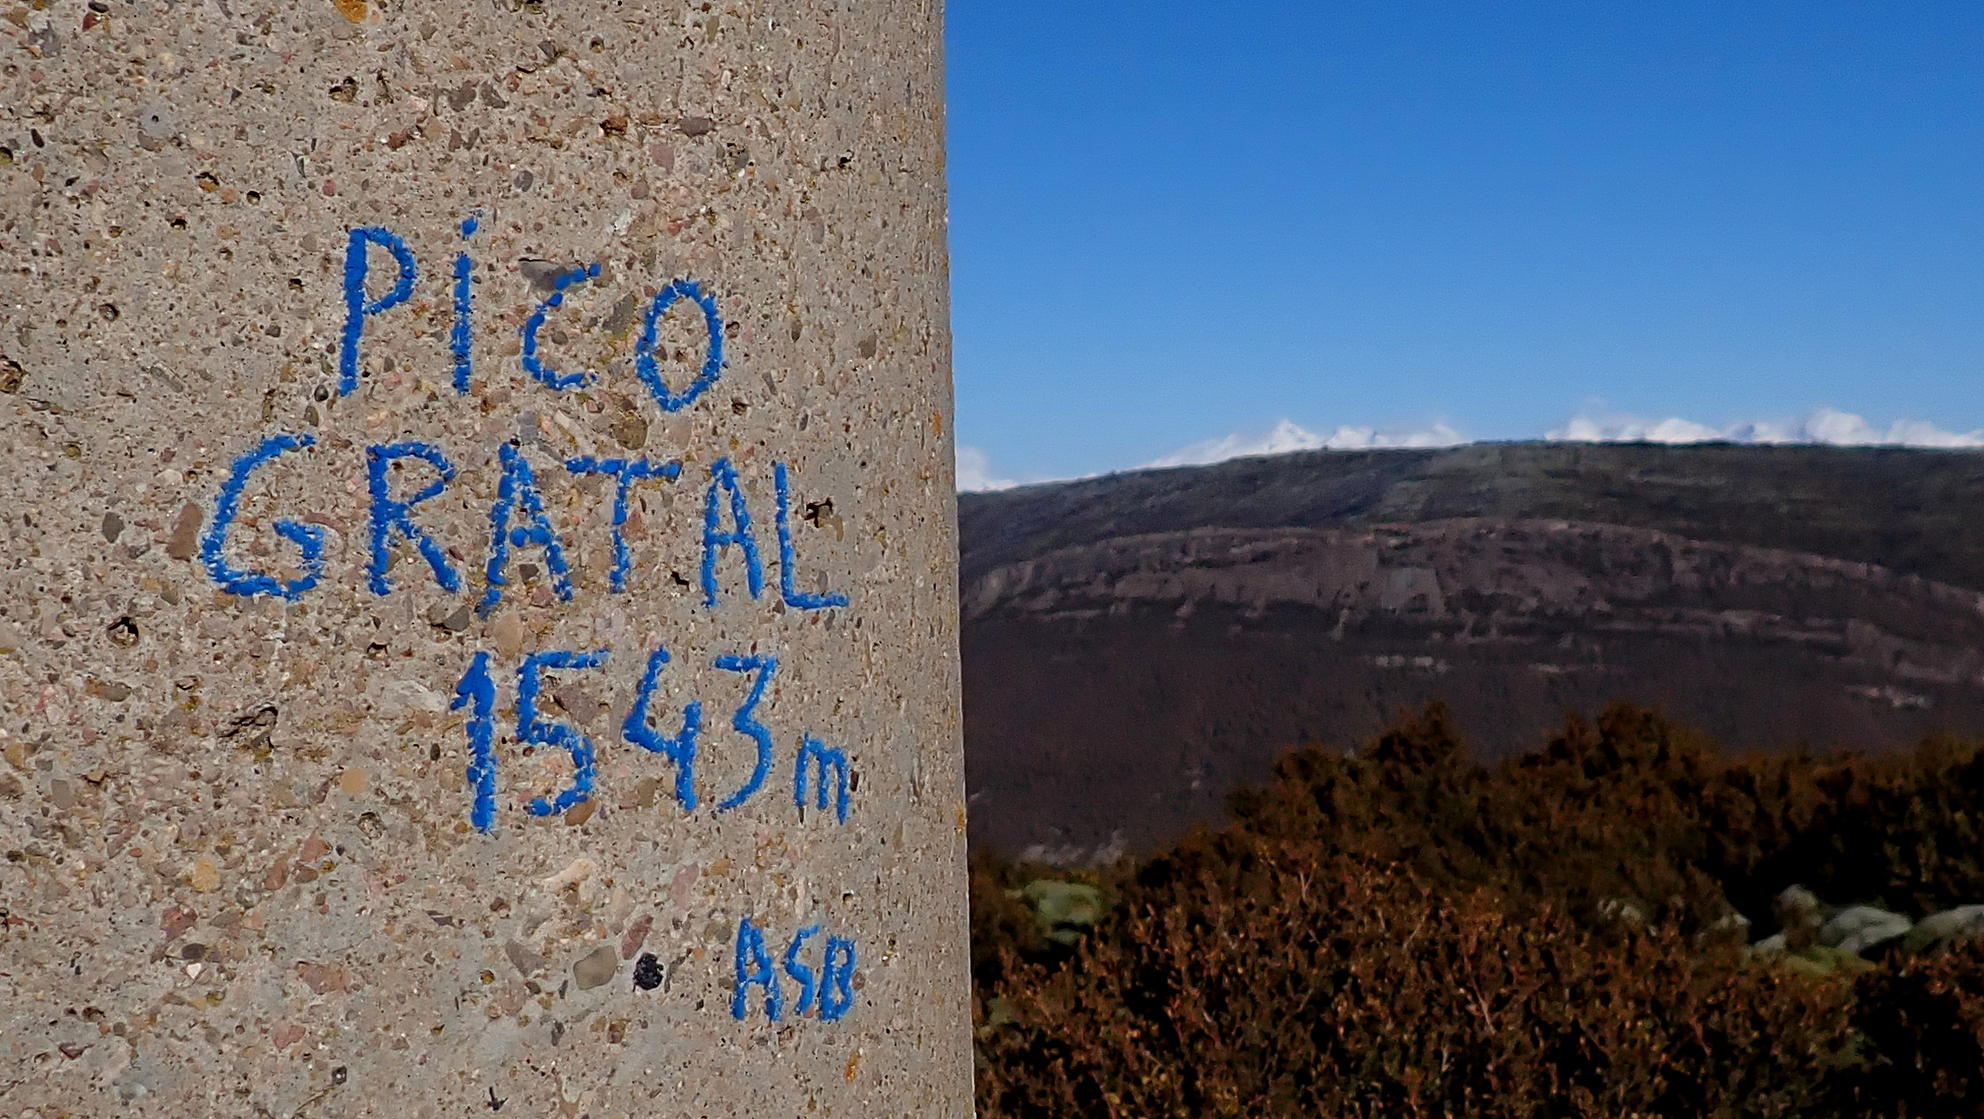 PICO
GRATAL
1543m
ASB